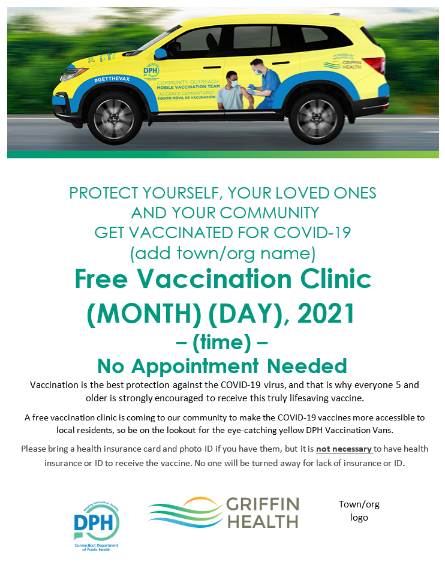 #GETTHEVAX
DPH
COMMUNITY OUTREACH
MOBILE VACCINATION TEAM
ALCANCE COMUNITARIO
EQUIPO MÓVIL DE VACUNACIÓN
GRIFFIN
HEALTH
PROTECT YOURSELF, YOUR LOVED ONES
AND YOUR COMMUNITY
GET VACCINATED FOR COVID-19
(add town/org name)
Free Vaccination Clinic
(MONTH) (DAY), 2021
– (time) –
No Appointment Needed
Vaccination is the best protection against the COVID-19 virus, and that is why everyone 5 and
older is strongly encouraged to receive this truly lifesaving vaccine.
A free vaccination clinic is coming to our community to make the COVID-19 vaccines more accessible to
local residents, so be on the lookout for the eye-catching yellow DPH Vaccination Vans.
Please bring a health insurance card and photo ID if you have them, but it is not necessary to have health
insurance or ID to receive the vaccine. No one will be turned away for lack of insurance or ID.
DPH
Connecticut Department
of Public Health
GRIFFIN
HEALTH
Town/org
logo